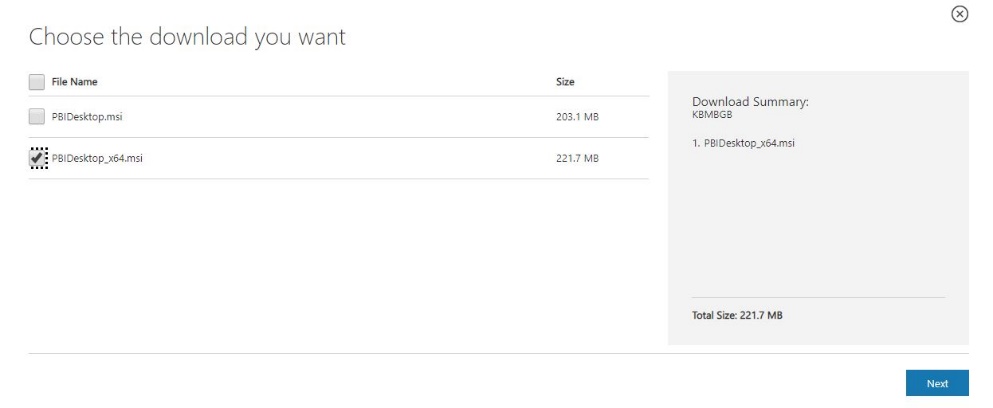 Choose the download you want
File Name Size
PBIDesktop.msi 203.1 MB
PBIDesktop_x64.msi 221.7 MB
Download Summary:
KBMBGB
1. PBIDesktop_x64.msi
Total Size: 221.7 MB
Next